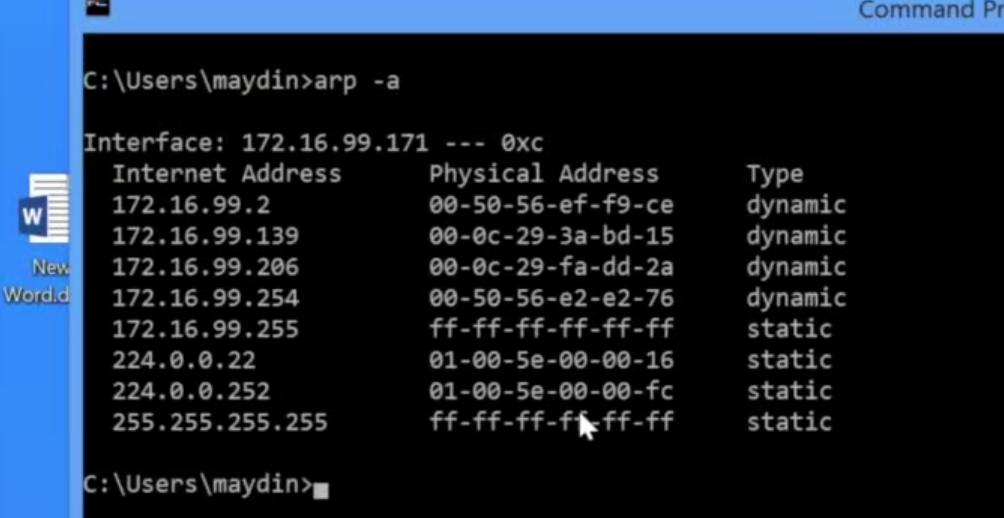 Command Pr
C:\Users\maydin>arp -a
Interface: 172.16.99.171 --- 0xc
Internet Address Physical Address Type
172.16.99.2 00-50-56-ef-f9-ce dynamic
172.16.99.139 00-0c-29-3a-bd-15 dynamic
172.16.99.206 00-0c-29-fa-dd-2a dynamic
172.16.99.254 00-50-56-e2-e2-76 dynamic
172.16.99.255 ff-ff-ff-ff-ff-ff static
224.0.0.22 01-00-5e-00-00-16 static
224.0.0.252 01-00-5e-00-00-fc static
255.255.255.255 ff-ff-ff-ff-ff-ff static
C:\Users\maydin>
W
New
Word.d